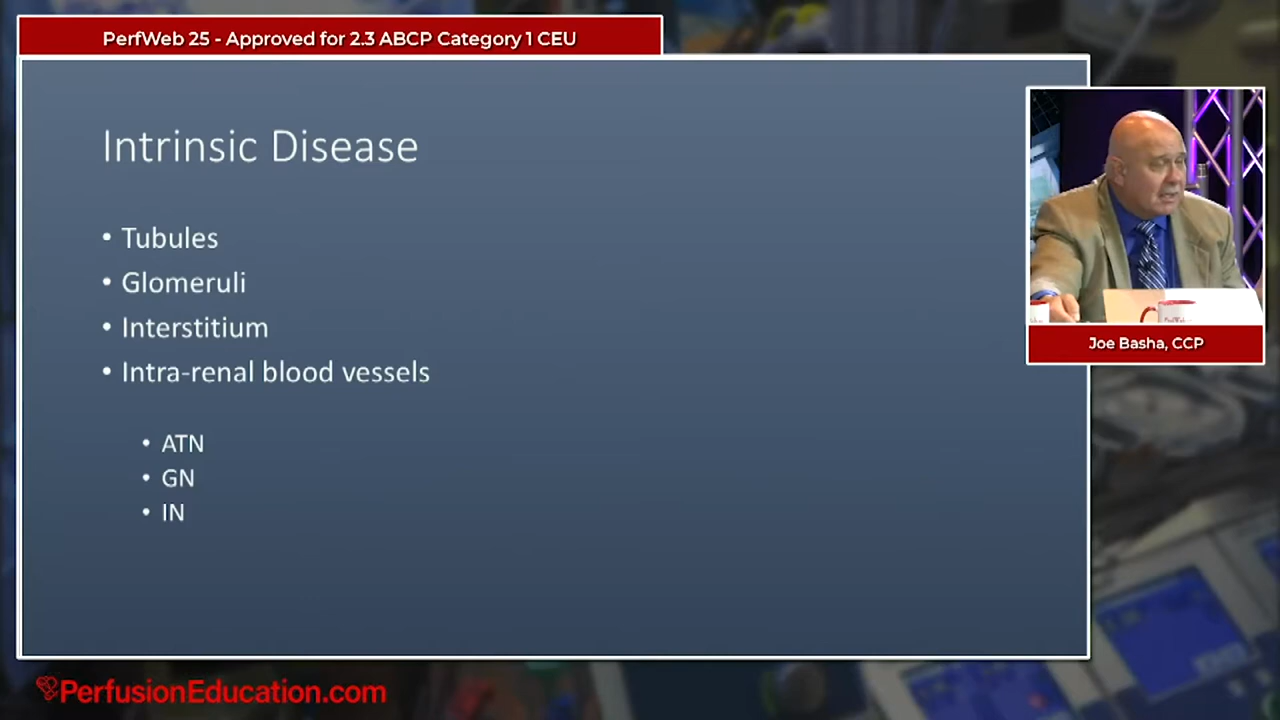 PerfWeb 25 - Approved for 2.3 ABCP Category 1 CEU
Intrinsic Disease
• Tubules
• Glomeruli
• Interstitium
• Intra-renal blood vessels
• ATN
• GN
• IN
Joe Basha, CCP
PerfusionEducation.com